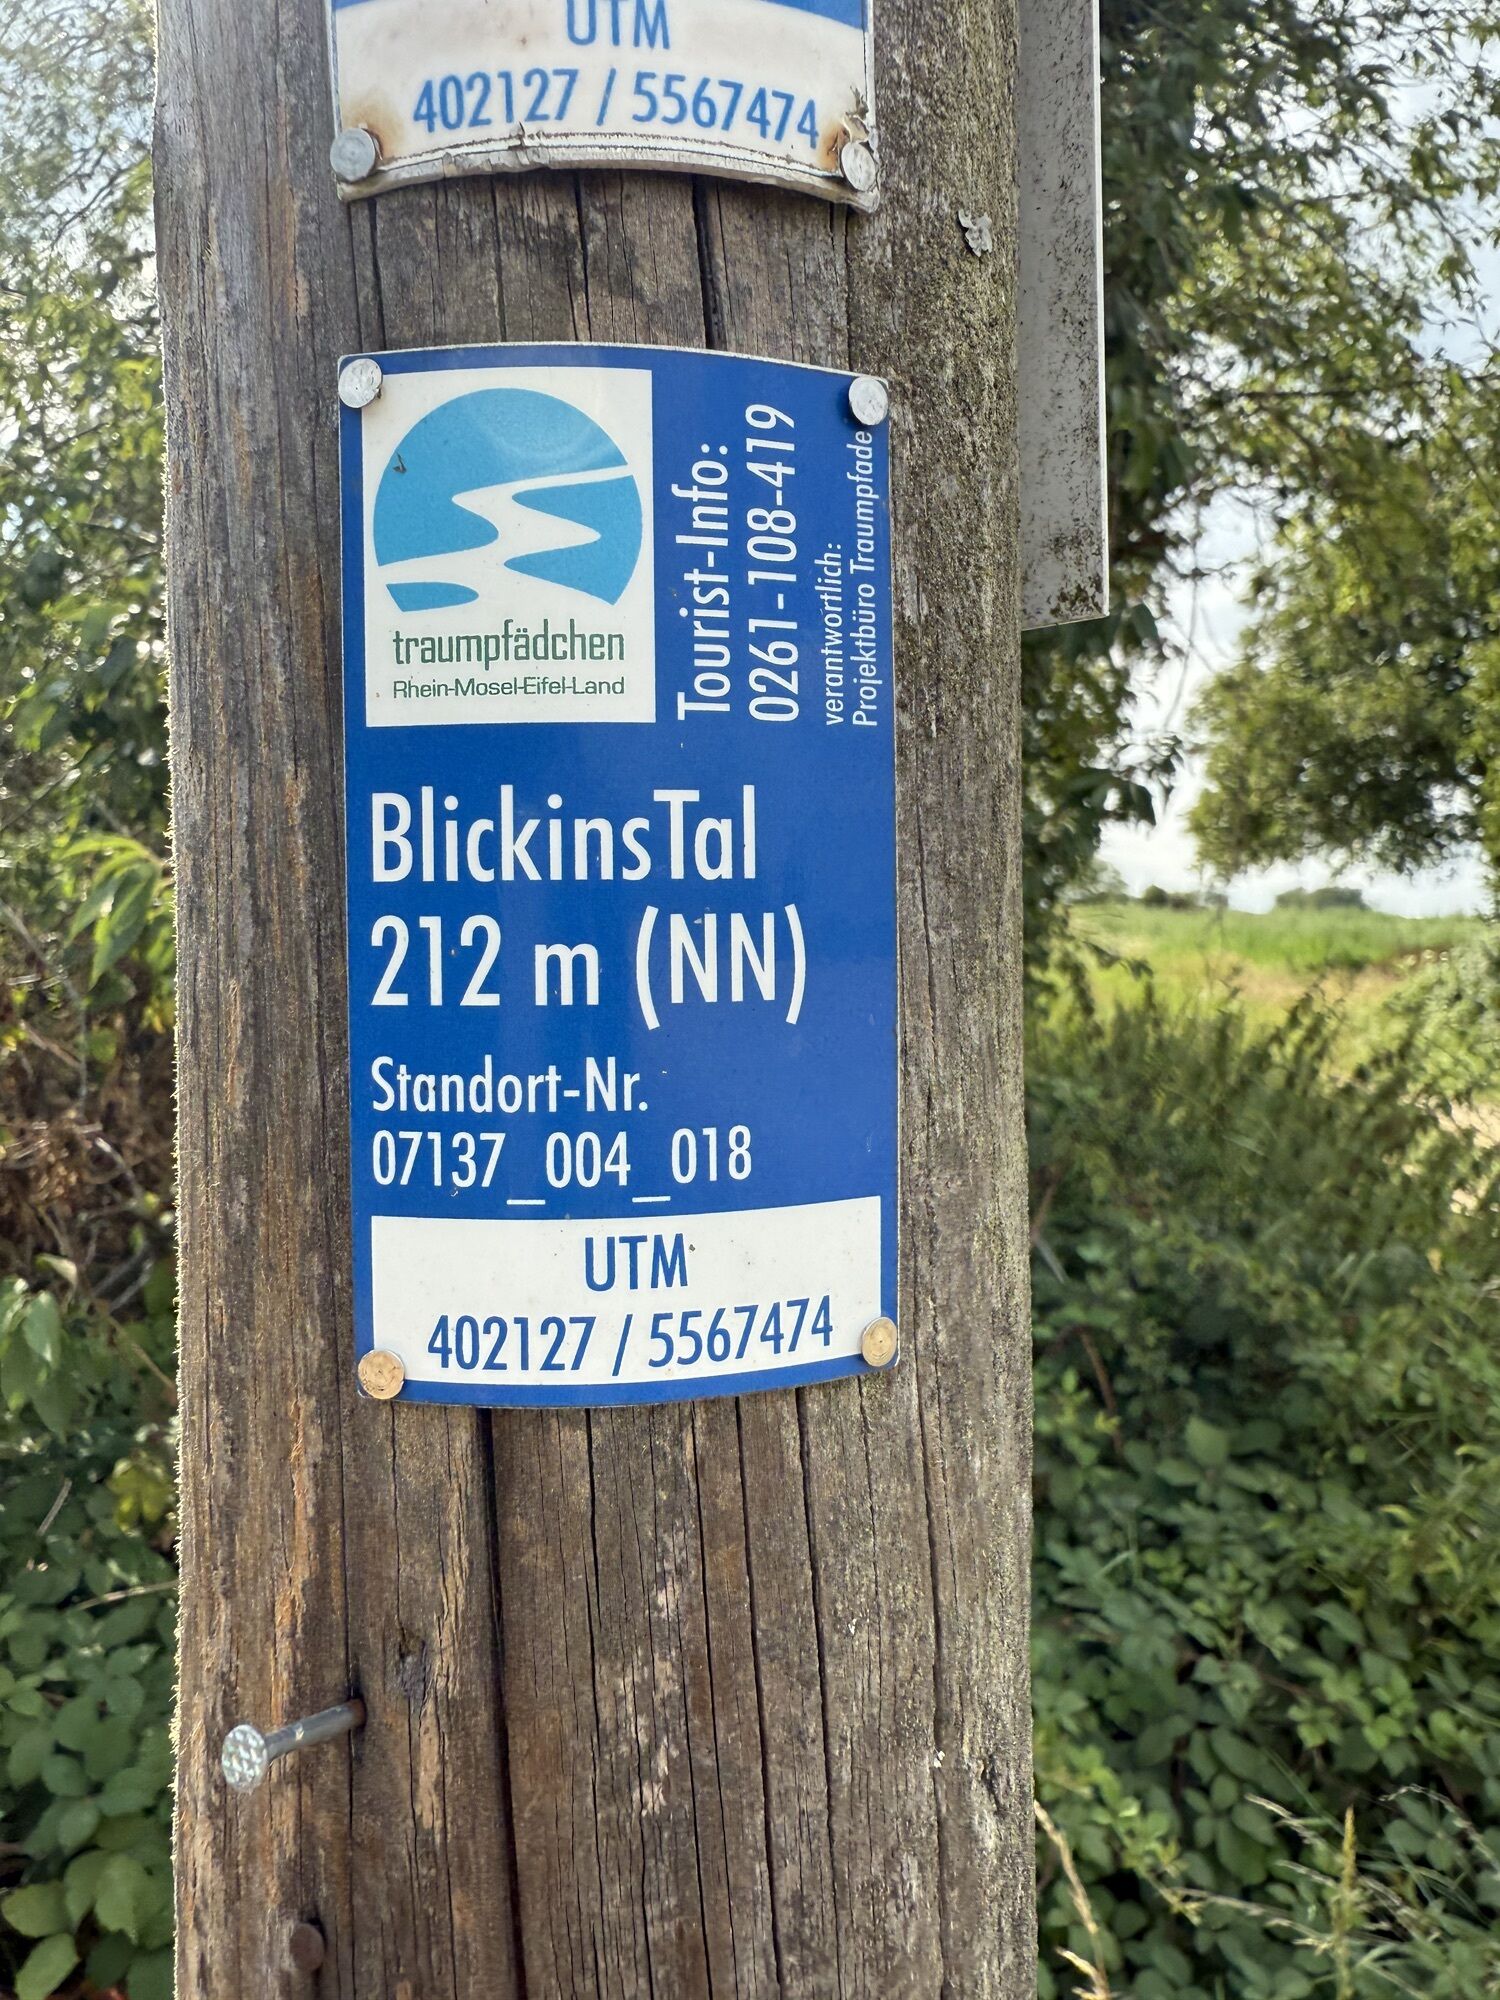 UTM
402127 / 5567474
traumpfädchen
Rhein-Mosel-Eifel-Land
Tourist-Info:
0261-108-419
verantwortlich:
Projektbüro Traumpfade
BlickinsTal
212 m (NN)
Standort-Nr.
07137_004_018
UTM
402127 / 5567474